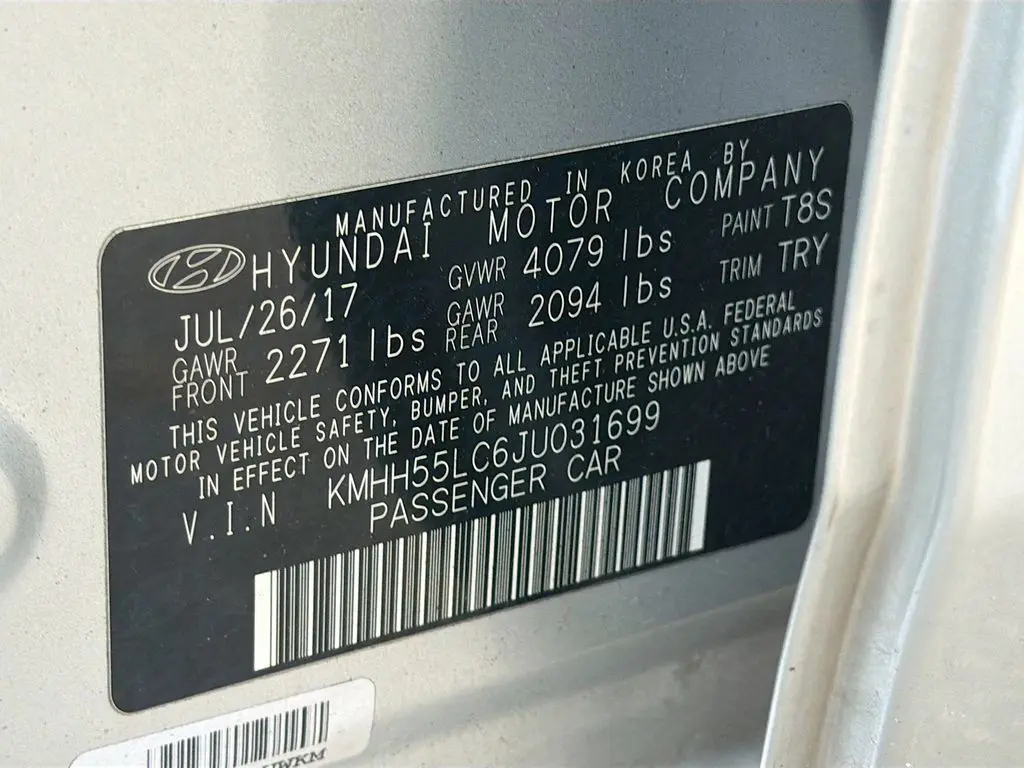 MANUFACTURED IN KOREA BY
HYUNDAI MOTOR COMPANY
JUL/26/17 GVWR 4079 lbs PAINT T8S
GAWR FRONT 2271 lbs GAWR REAR 2094 lbs TRIM TRY
THIS VEHICLE CONFORMS TO ALL APPLICABLE U.S.A. FEDERAL
MOTOR VEHICLE SAFETY, BUMPER, AND THEFT PREVENTION STANDARDS
IN EFFECT ON THE DATE OF MANUFACTURE SHOWN ABOVE
V.I.N KMHH55LC6JU031699
PASSENGER CAR